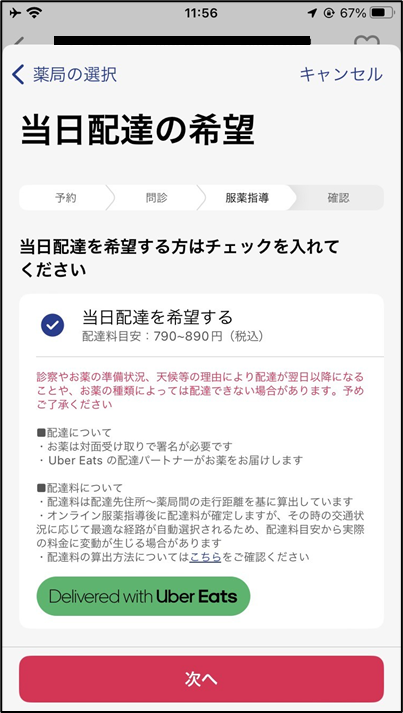 11:56
67%
薬局の選択
キャンセル
当日配達の希望
予約
問診
服薬指導
確認
当日配達を希望する方はチェックを入れて
ください
当日配達を希望する
配達料目安:790~890円（税込）
診察やお薬の準備状況、天候等の理由により配達が翌日以降になる
ことや、お薬の種類によっては配達できない場合があります。予め
ご了承ください
■配達について
・お薬は対面受け取りで署名が必要です
・Uber Eats の配達パートナーがお薬をお届けします
■配達料について
・配達料は配達先住所〜薬局間の走行距離を基に算出しています
・オンライン服薬指導後に配達料が確定しますが、その時の交通状
況に応じて最適な経路が自動選択されるため、配達料目安から実際
の料金に変動が生じる場合があります
・配達料の算出方法についてはこちらをご確認ください
Delivered with Uber Eats
次へ